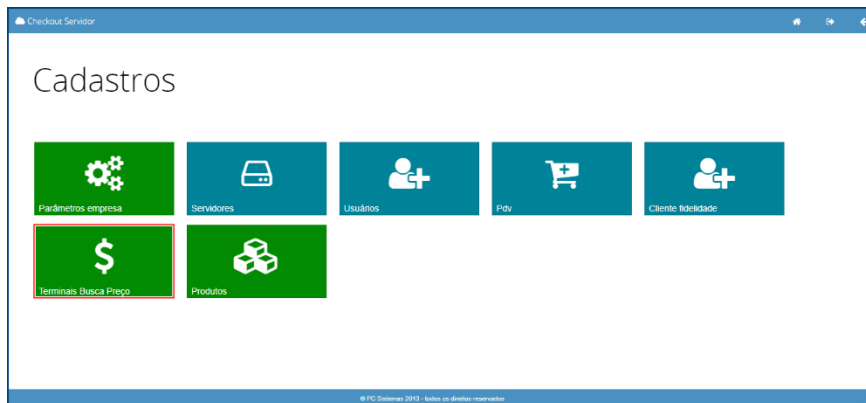 Checkout Servidor
Cadastros
Parâmetros empresa
Servidores
Usuários
Pdv
Cliente fidelidade
Terminais Busca Preço
Produtos
© PC Sistemas 2013 - todos os direitos reservados